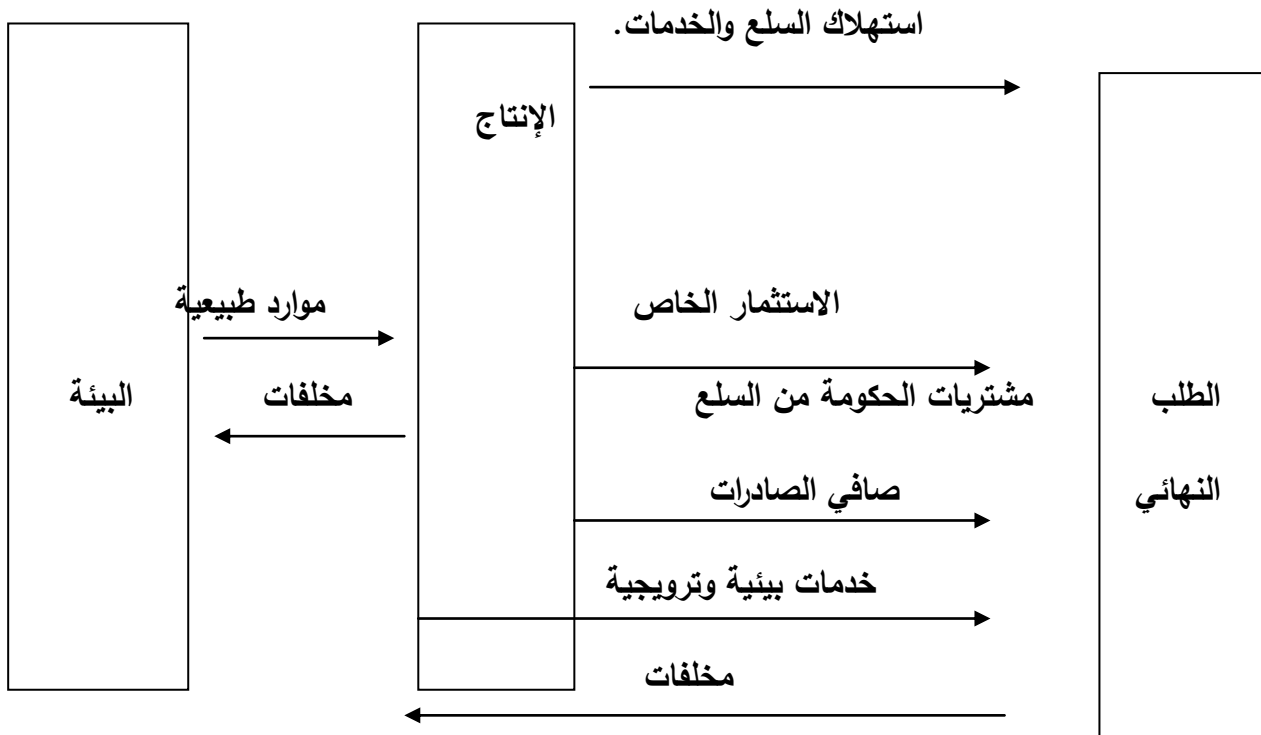 استهلاك السلع والخدمات.
الإنتاج
موارد طبيعية
الاستثمار الخاص
البيئة
مخلفات
مشتريات الحكومة من السلع
الطلب
النهائي
صافي الصادرات
خدمات بيئية وترويجية
مخلفات